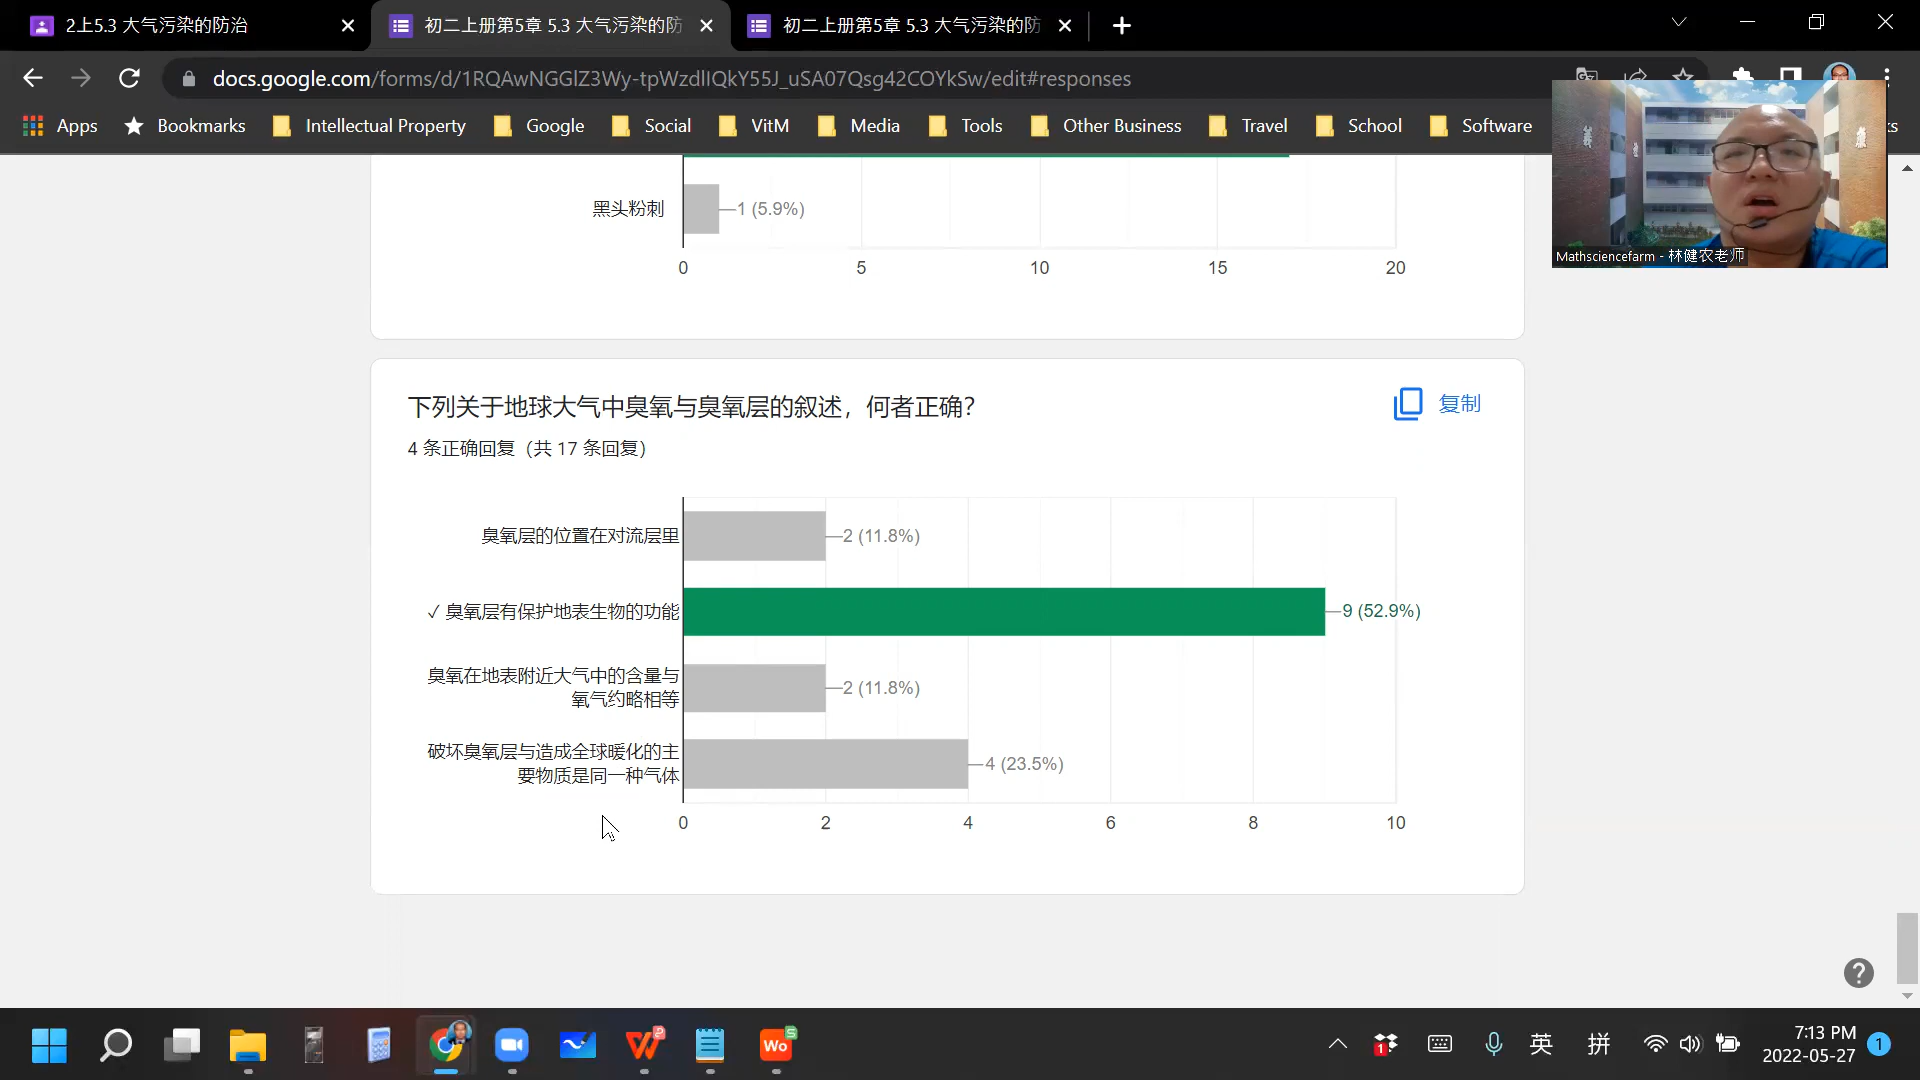 2上5.3 大气污染的防治
初二上册第5章 5.3 大气污染的防
初二上册第5章 5.3 大气污染的防
docs.google.com/forms/d/1RQAwNGGlZ3Wy-tpWzdlIQkY55J_uSA07Qsg42COYkSw/edit#responses
Apps
Bookmarks
Intellectual Property
Google
Social
VitM
Media
Tools
Other Business
Travel
School
Software
ks
Mathsciencefarm - 林健农老师
黑头粉刺
1 (5.9%)
0 5 10 15 20
下列关于地球大气中臭氧与臭氧层的叙述，何者正确？
复制
4 条正确回复（共 17 条回复）
臭氧层的位置在对流层里
2 (11.8%)
✓ 臭氧层有保护地表生物的功能
9 (52.9%)
臭氧在地表附近大气中的含量与
氧气约略相等
2 (11.8%)
破坏臭氧层与造成全球暖化的主
要物质是同一种气体
4 (23.5%)
0 2 4 6 8 10
Wo
S
1
英
拼
7:13 PM
2022-05-27
1